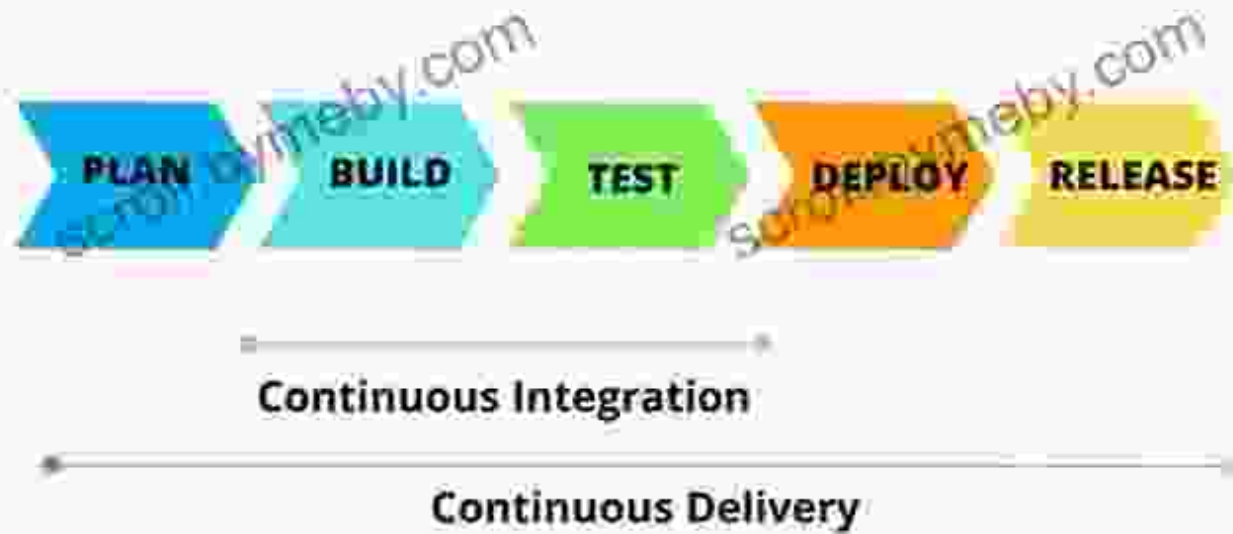 PLAN BUILD TEST DEPLOY RELEASE
Continuous Integration
Continuous Delivery